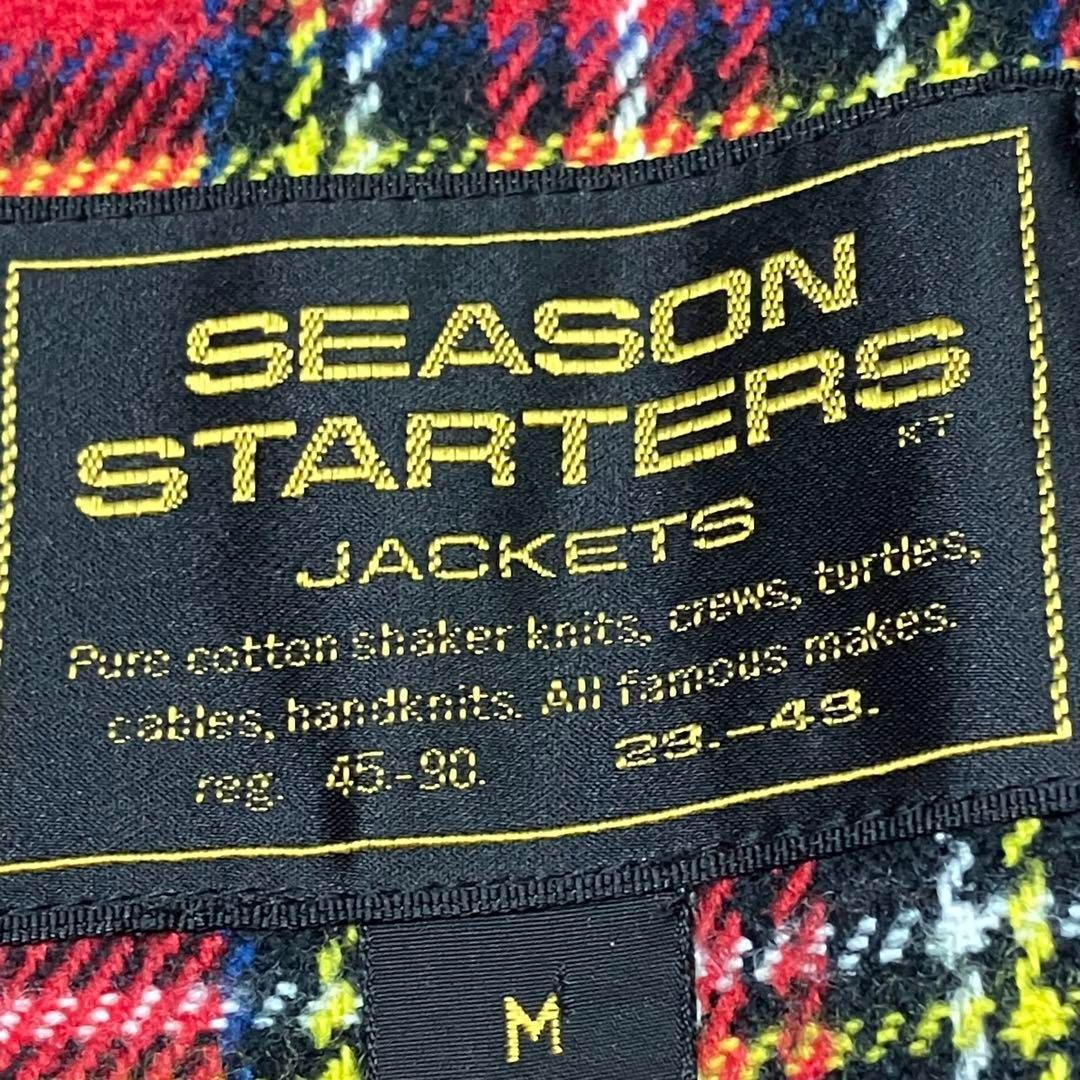 SEASON
STARTERS
KT
JACKETS
Pure cotton shaker knits, crews, turtles,
cables, handknits. All famous makes.
reg. 45.-90. 29.-49.
M